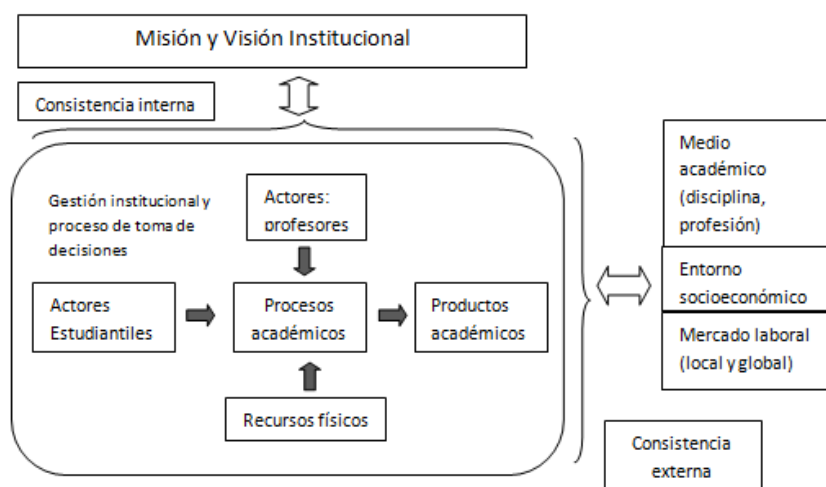 Misión y Visión Institucional
Consistencia interna
Gestión institucional y
proceso de toma de
decisiones
Actores:
profesores
Actores
Estudiantiles
Procesos
académicos
Productos
académicos
Recursos físicos
Medio
académico
(disciplina,
profesión)
Entorno
socioeconómico
Mercado laboral
(local y global)
Consistencia
externa